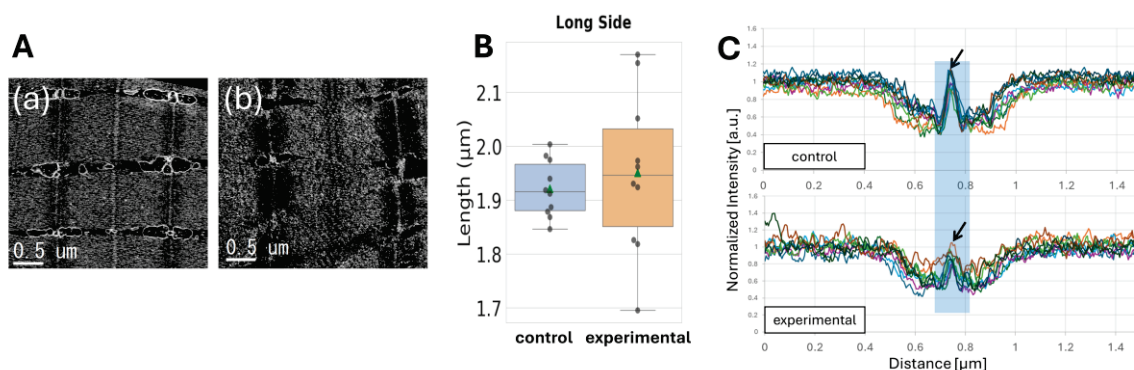 A
(a)
0.5 um
(b)
0.5 um
B
Long Side
Length (μm)
2.1
2.0
1.9
1.8
1.7
control
experimental
C
Normalized Intensity [a.u.]
1.6
1.4
1.2
1
0.8
0.6
0.4
0.2
0
control
0
0.2
0.4
0.6
0.8
1
1.2
1.4
1.6
1.4
1.2
1
0.8
0.6
0.4
0.2
0
experimental
0
0.2
0.4
0.6
0.8
1
1.2
1.4
Distance [μm]